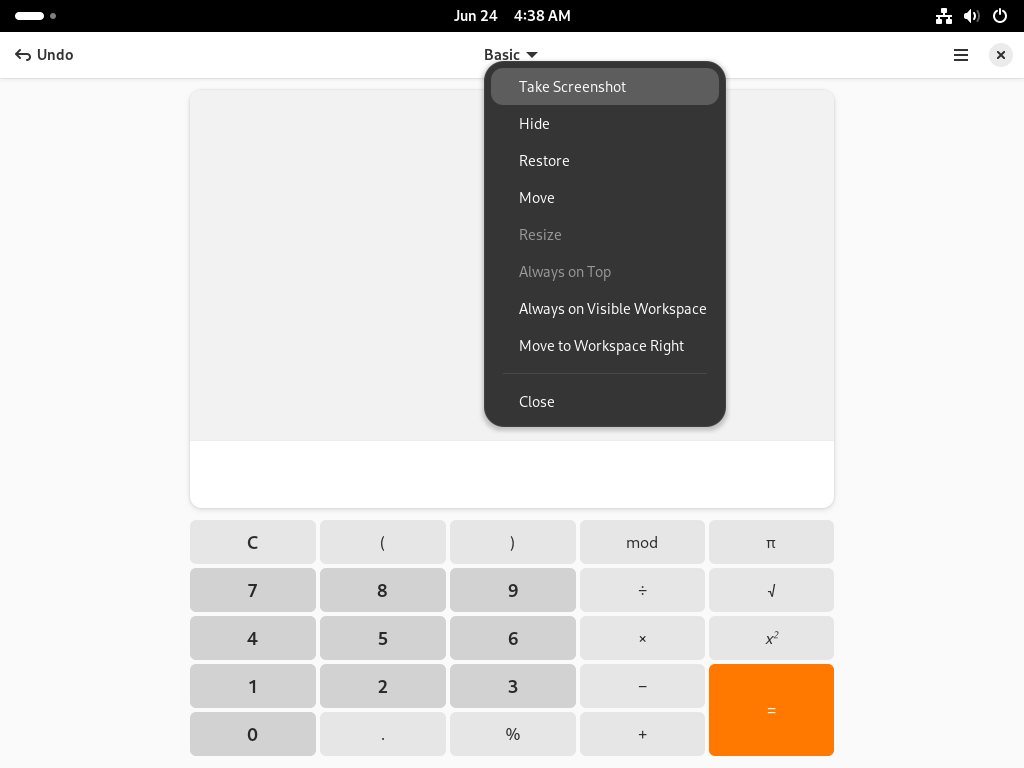 Jun 24 4:38 AM
Undo
Basic
Take Screenshot
Hide
Restore
Move
Resize
Always on Top
Always on Visible Workspace
Move to Workspace Right
Close
C ( ) mod π
7 8 9 ÷ √
4 5 6 × x²
1 2 3 − =
0 . % +